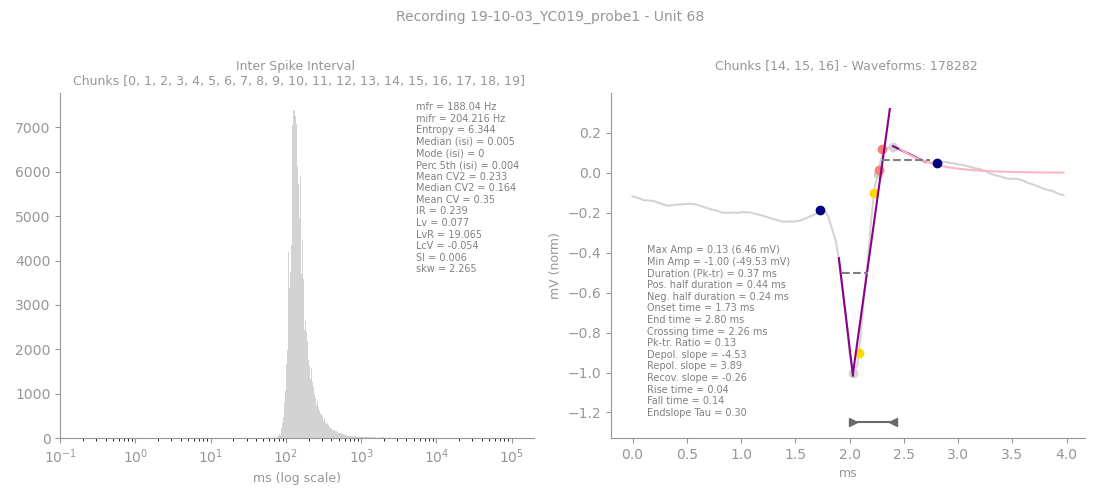 Recording 19-10-03_YC019_probe1 - Unit 68
Inter Spike Interval
Chunks [0, 1, 2, 3, 4, 5, 6, 7, 8, 9, 10, 11, 12, 13, 14, 15, 16, 17, 18, 19]
mfr = 188.04 Hz
mifr = 204.216 Hz
Entropy = 6.344
Median (isi) = 0.005
Mode (isi) = 0
Perc 5th (isi) = 0.004
Mean CV2 = 0.233
Median CV2 = 0.164
Mean CV = 0.35
IR = 0.239
Lv = 0.077
LvR = 19.065
LcV = -0.054
SI = 0.006
skw = 2.265
7000
6000
5000
4000
3000
2000
1000
0
10⁻¹ 10⁰ 10¹ 10² 10³ 10⁴ 10⁵
ms (log scale)
Chunks [14, 15, 16] - Waveforms: 178282
mV (norm)
0.2
0.0
−0.2
−0.4
−0.6
−0.8
−1.0
−1.2
Max Amp = 0.13 (6.46 mV)
Min Amp = -1.00 (-49.53 mV)
Duration (Pk-tr) = 0.37 ms
Pos. half duration = 0.44 ms
Neg. half duration = 0.24 ms
Onset time = 1.73 ms
End time = 2.80 ms
Crossing time = 2.26 ms
Pk-tr. Ratio = 0.13
Depol. slope = -4.53
Repol. slope = 3.89
Recov. slope = -0.26
Rise time = 0.04
Fall time = 0.14
Endslope Tau = 0.30
0.0 0.5 1.0 1.5 2.0 2.5 3.0 3.5 4.0
ms